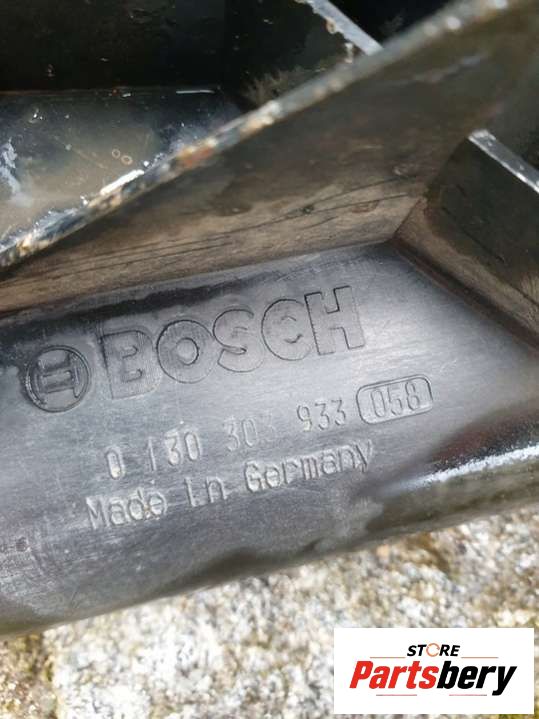 BOSCH
0 130 303 933 058
Made in Germany
STORE
Partsbery